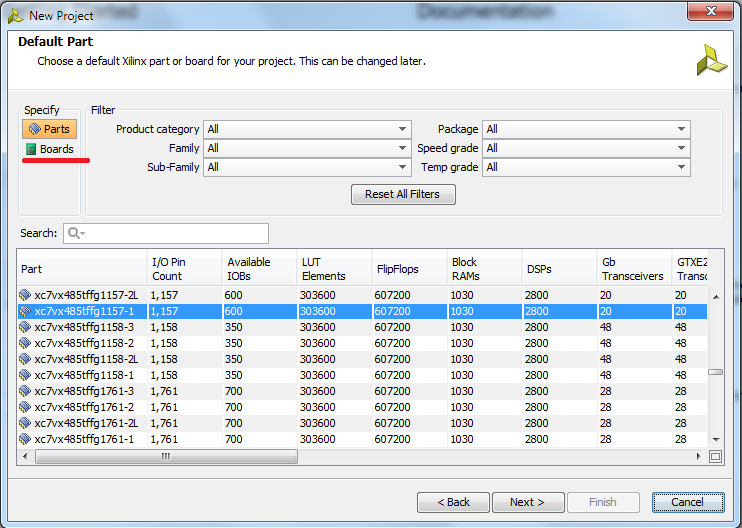 New Project
Documentation
Default Part
Choose a default Xilinx part or board for your project. This can be changed later.
Specify
Parts
Boards
Filter
Product category All Package All
Family All Speed grade All
Sub-Family All Temp grade All
Reset All Filters
Search:
Part I/O Pin Count Available IOBs LUT Elements FlipFlops Block RAMs DSPs Gb Transceivers GTXE2 Transc
xc7vx485tffg1157-2L 1,157 600 303600 607200 1030 2800 20 20
xc7vx485tffg1157-1 1,157 600 303600 607200 1030 2800 20 20
xc7vx485tffg1158-3 1,158 350 303600 607200 1030 2800 48 48
xc7vx485tffg1158-2 1,158 350 303600 607200 1030 2800 48 48
xc7vx485tffg1158-2L 1,158 350 303600 607200 1030 2800 48 48
xc7vx485tffg1158-1 1,158 350 303600 607200 1030 2800 48 48
xc7vx485tffg1761-3 1,761 700 303600 607200 1030 2800 28 28
xc7vx485tffg1761-2 1,761 700 303600 607200 1030 2800 28 28
xc7vx485tffg1761-2L 1,761 700 303600 607200 1030 2800 28 28
xc7vx485tffg1761-1 1,761 700 303600 607200 1030 2800 28 28
< Back Next > Finish Cancel